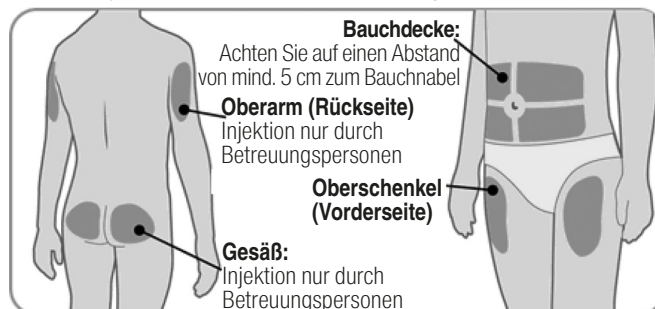 Bauchdecke:
Achten Sie auf einen Abstand
von mind. 5 cm zum Bauchnabel
Oberarm (Rückseite)
Injektion nur durch
Betreuungspersonen
Oberschenkel
(Vorderseite)
Gesäß:
Injektion nur durch
Betreuungspersonen